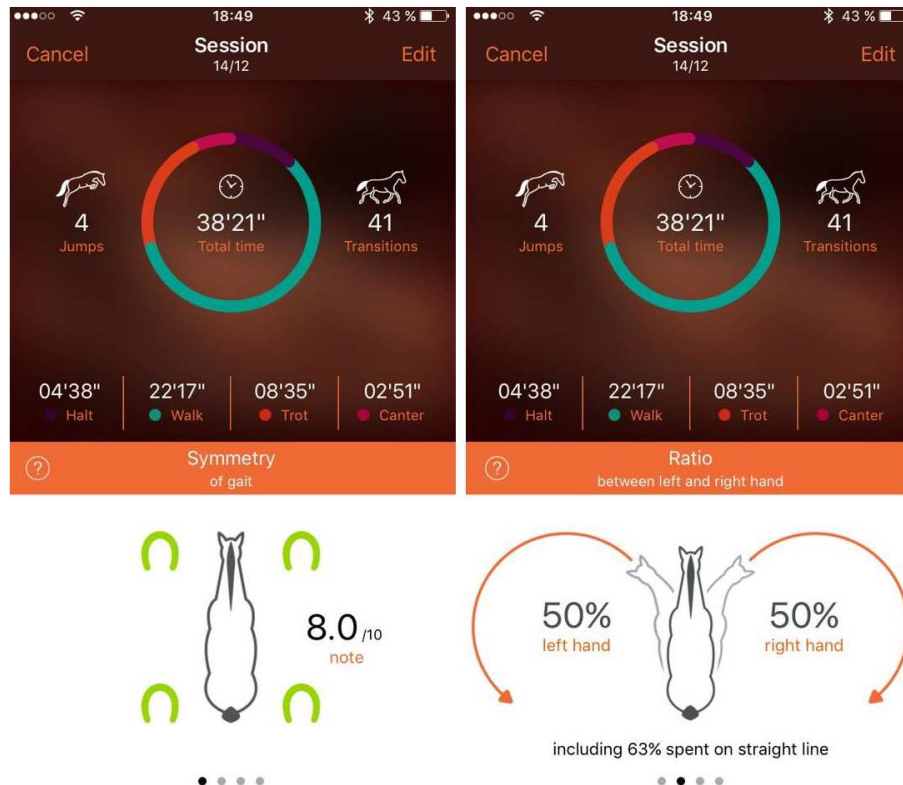 18:49
43 %
Cancel
Session
Edit
14/12
4
Jumps
38'21"
Total time
41
Transitions
04'38"
Halt
22'17"
Walk
08'35"
Trot
02'51"
Canter
?
Symmetry
of gait
8.0 /10
note
18:49
43 %
Cancel
Session
Edit
14/12
4
Jumps
38'21"
Total time
41
Transitions
04'38"
Halt
22'17"
Walk
08'35"
Trot
02'51"
Canter
?
Ratio
between left and right hand
50%
left hand
50%
right hand
including 63% spent on straight line